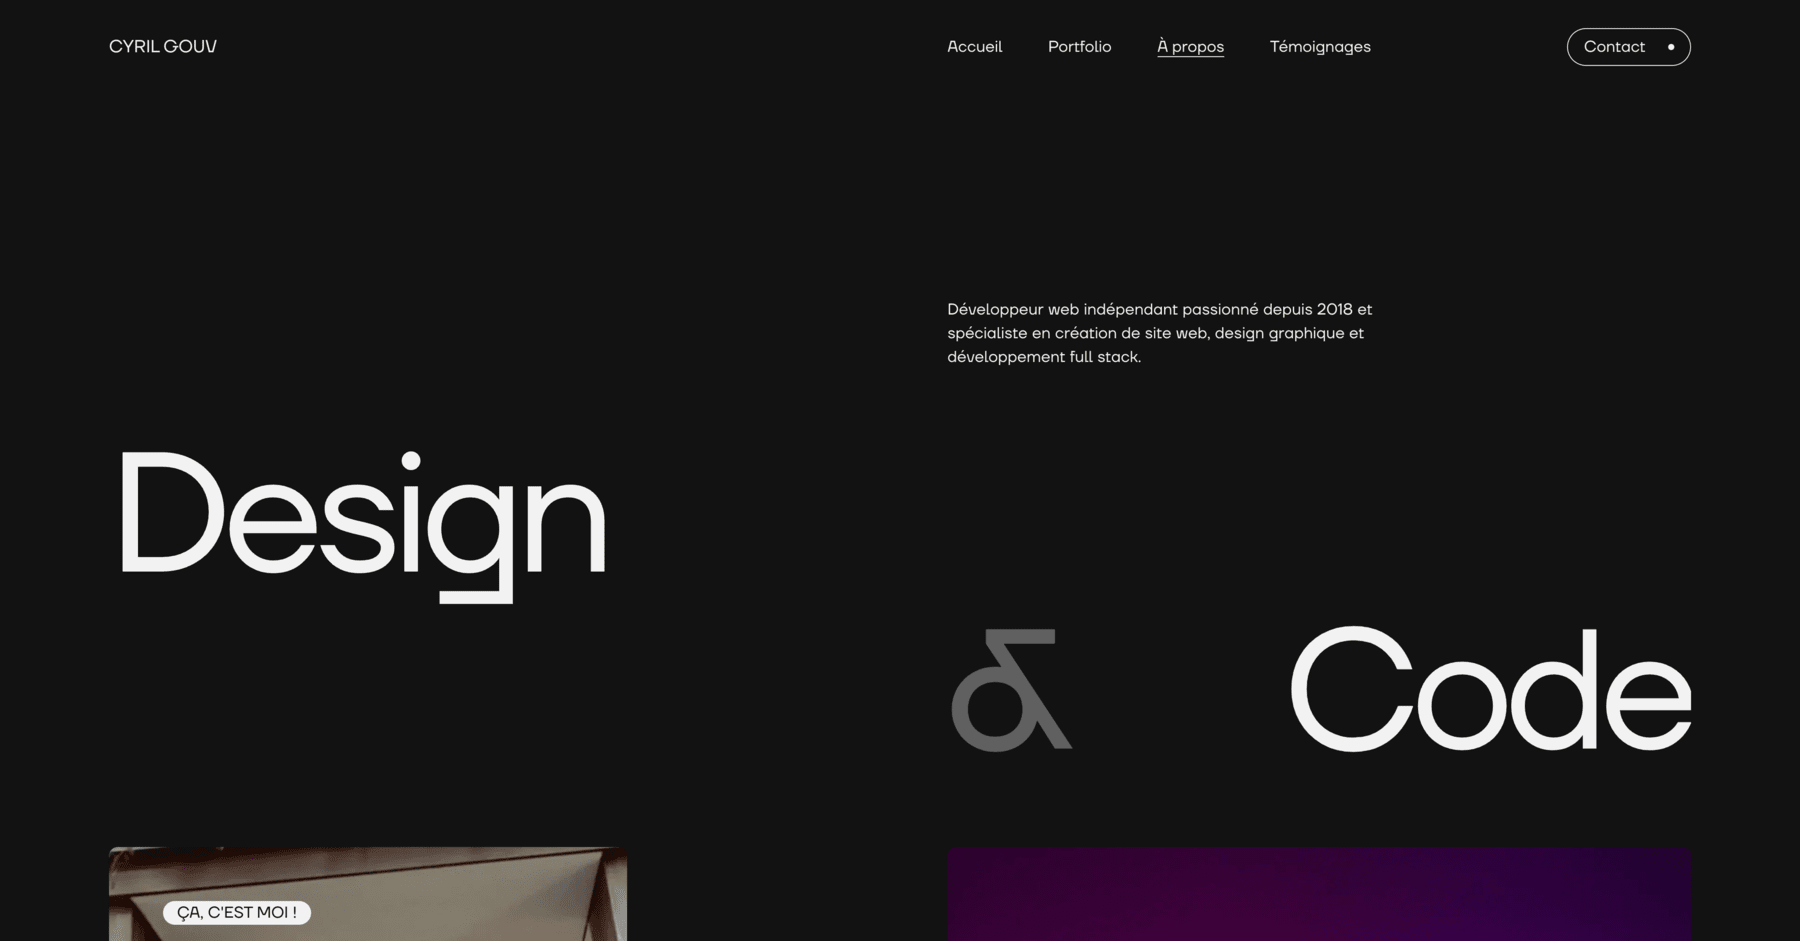 CYRIL GOUV
Accueil
Portfolio
À propos
Témoignages
Contact
Développeur web indépendant passionné depuis 2018 et
spécialiste en création de site web, design graphique et
développement full stack.
Design
&
Code
ÇA, C'EST MOI !